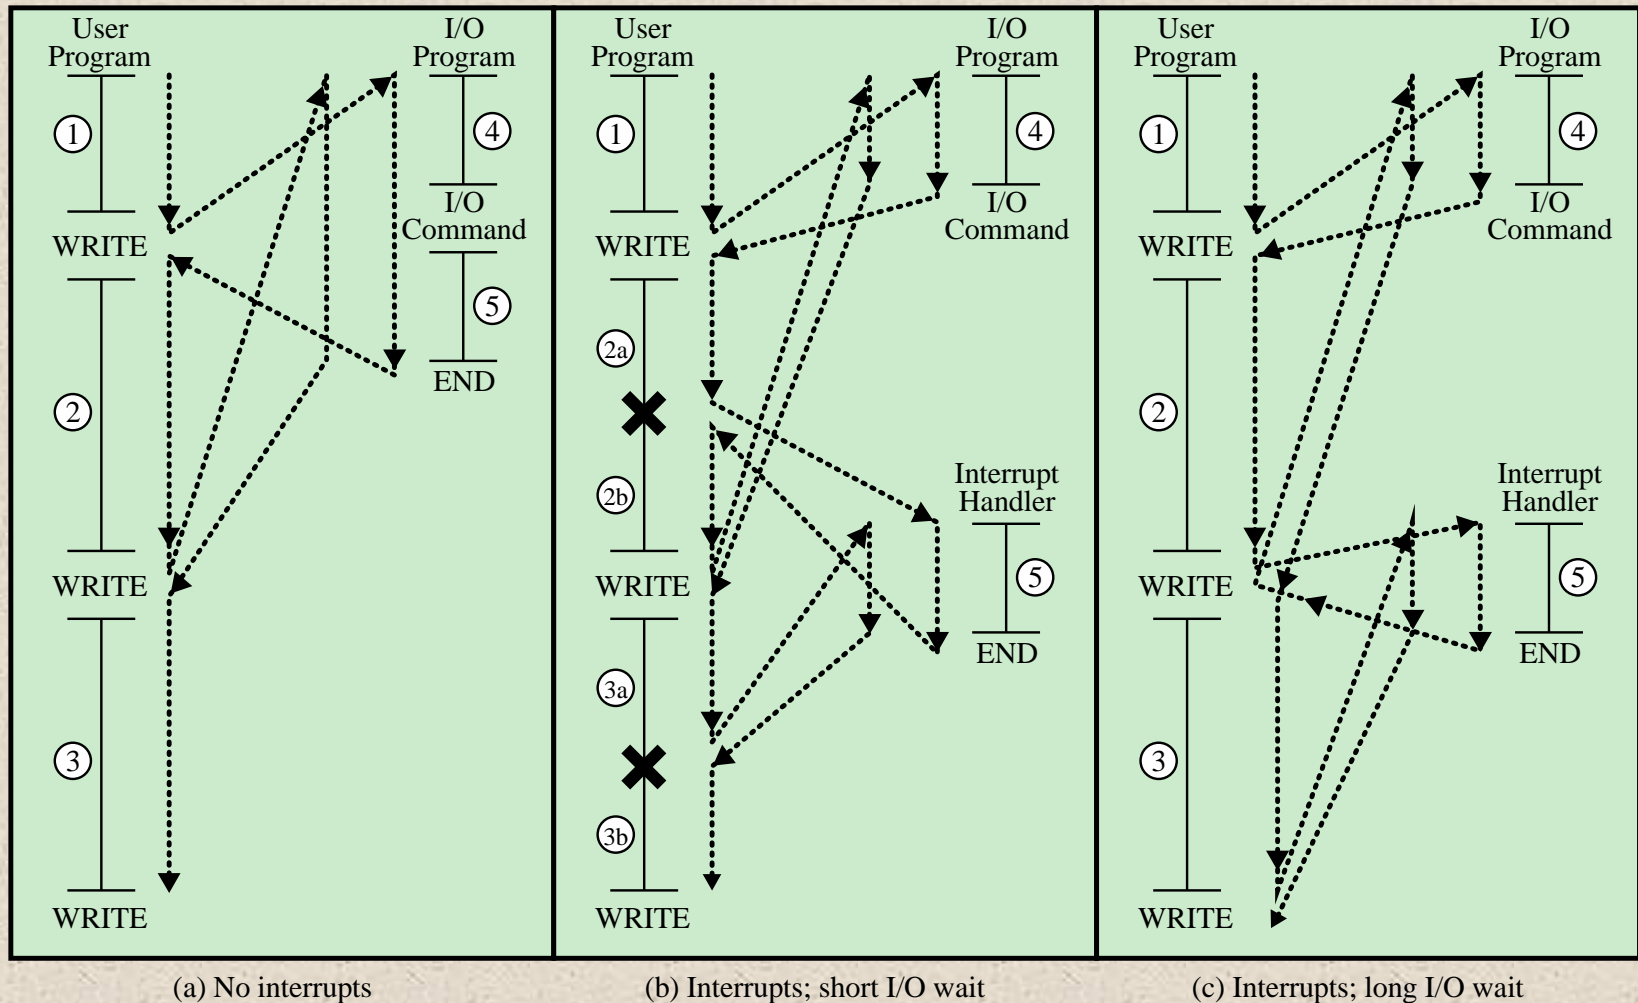 User
Program
I/O
Program
1
4
I/O
Command
WRITE
5
END
2
WRITE
3
WRITE
(a) No interrupts
User
Program
I/O
Program
1
4
I/O
Command
WRITE
2a
2b
Interrupt
Handler
WRITE
5
END
3a
3b
WRITE
(b) Interrupts; short I/O wait
User
Program
I/O
Program
1
4
I/O
Command
WRITE
2
Interrupt
Handler
WRITE
5
END
3
WRITE
(c) Interrupts; long I/O wait